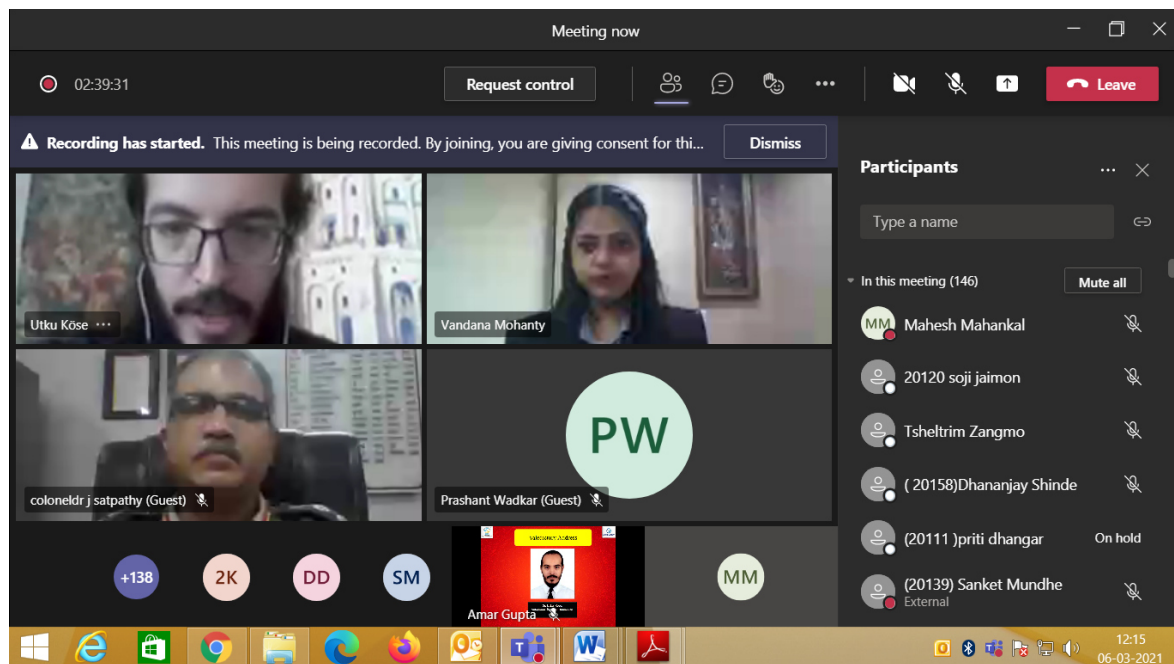 Meeting now
02:39:31
Request control
Leave
Recording has started. This meeting is being recorded. By joining, you are giving consent for thi...
Dismiss
Participants
Type a name
In this meeting (146)
Mute all
Utku Köse ...
Vandana Mohanty
MM Mahesh Mahankal
20120 soji jaimon
Tsheltrim Zangmo
( 20158)Dhananjay Shinde
(20111 )priti dhangar On hold
(20139) Sanket Mundhe
External
coloneldr j satpathy (Guest)
PW
Prashant Wadkar (Guest)
+138
2K
DD
SM
Valedictory Address
Amar Gupta
MM
12:15
06-03-2021